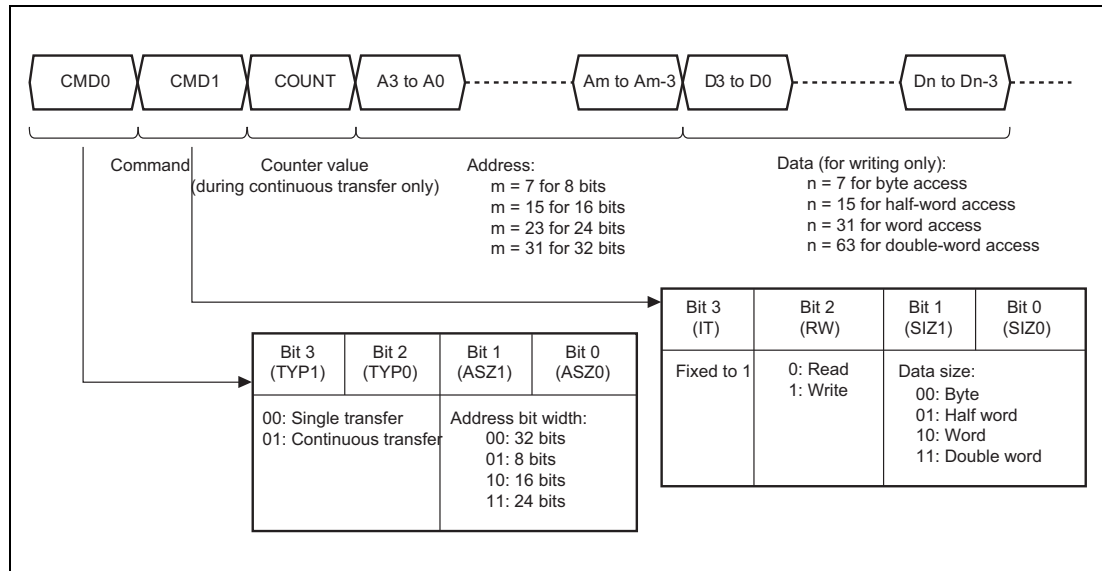 CMD0 CMD1 COUNT A3 to A0 Am to Am-3 D3 to D0 Dn to Dn-3
Command
Counter value
(during continuous transfer only)
Address:
m = 7 for 8 bits
m = 15 for 16 bits
m = 23 for 24 bits
m = 31 for 32 bits
Data (for writing only):
n = 7 for byte access
n = 15 for half-word access
n = 31 for word access
n = 63 for double-word access
Bit 3 Bit 2 Bit 1 Bit 0
(IT) (RW) (SIZ1) (SIZ0)
Fixed to 1
0: Read
1: Write
Data size:
00: Byte
01: Half word
10: Word
11: Double word
Bit 3 Bit 2 Bit 1 Bit 0
(TYP1) (TYP0) (ASZ1) (ASZ0)
00: Single transfer
01: Continuous transfer
Address bit width:
00: 32 bits
01: 8 bits
10: 16 bits
11: 24 bits